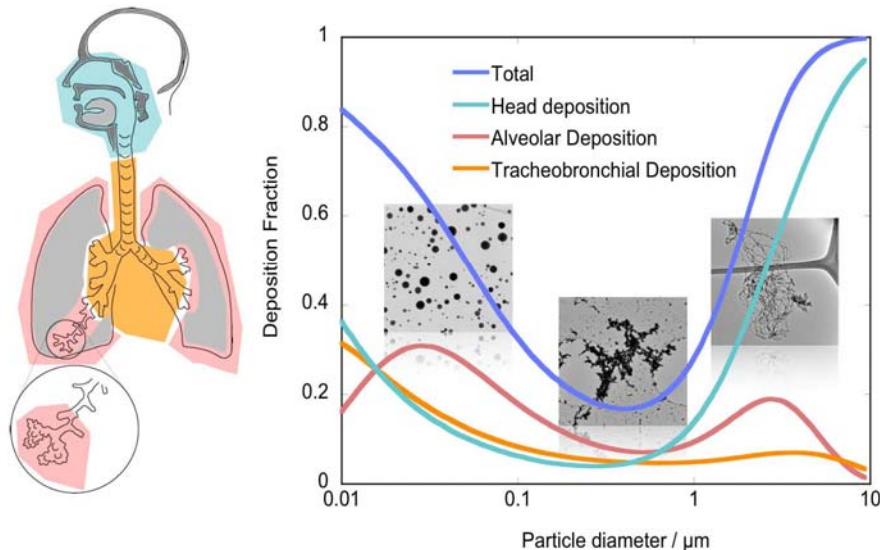 1
Total
Head deposition
Alveolar Deposition
Tracheobronchial Deposition
0.8
0.6
0.4
0.2
0
Deposition Fraction
0.01
0.1
1
10
Particle diameter / μm